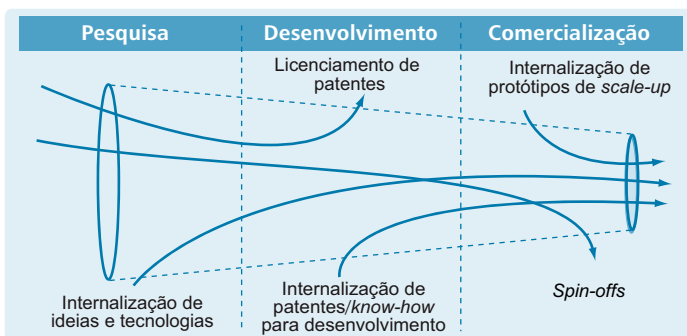 Pesquisa
Desenvolvimento
Comercialização
Licenciamento de
patentes
Internalização de
protótipos de scale-up
Internalização de
ideias e tecnologias
Internalização de
patentes/know-how
para desenvolvimento
Spin-offs